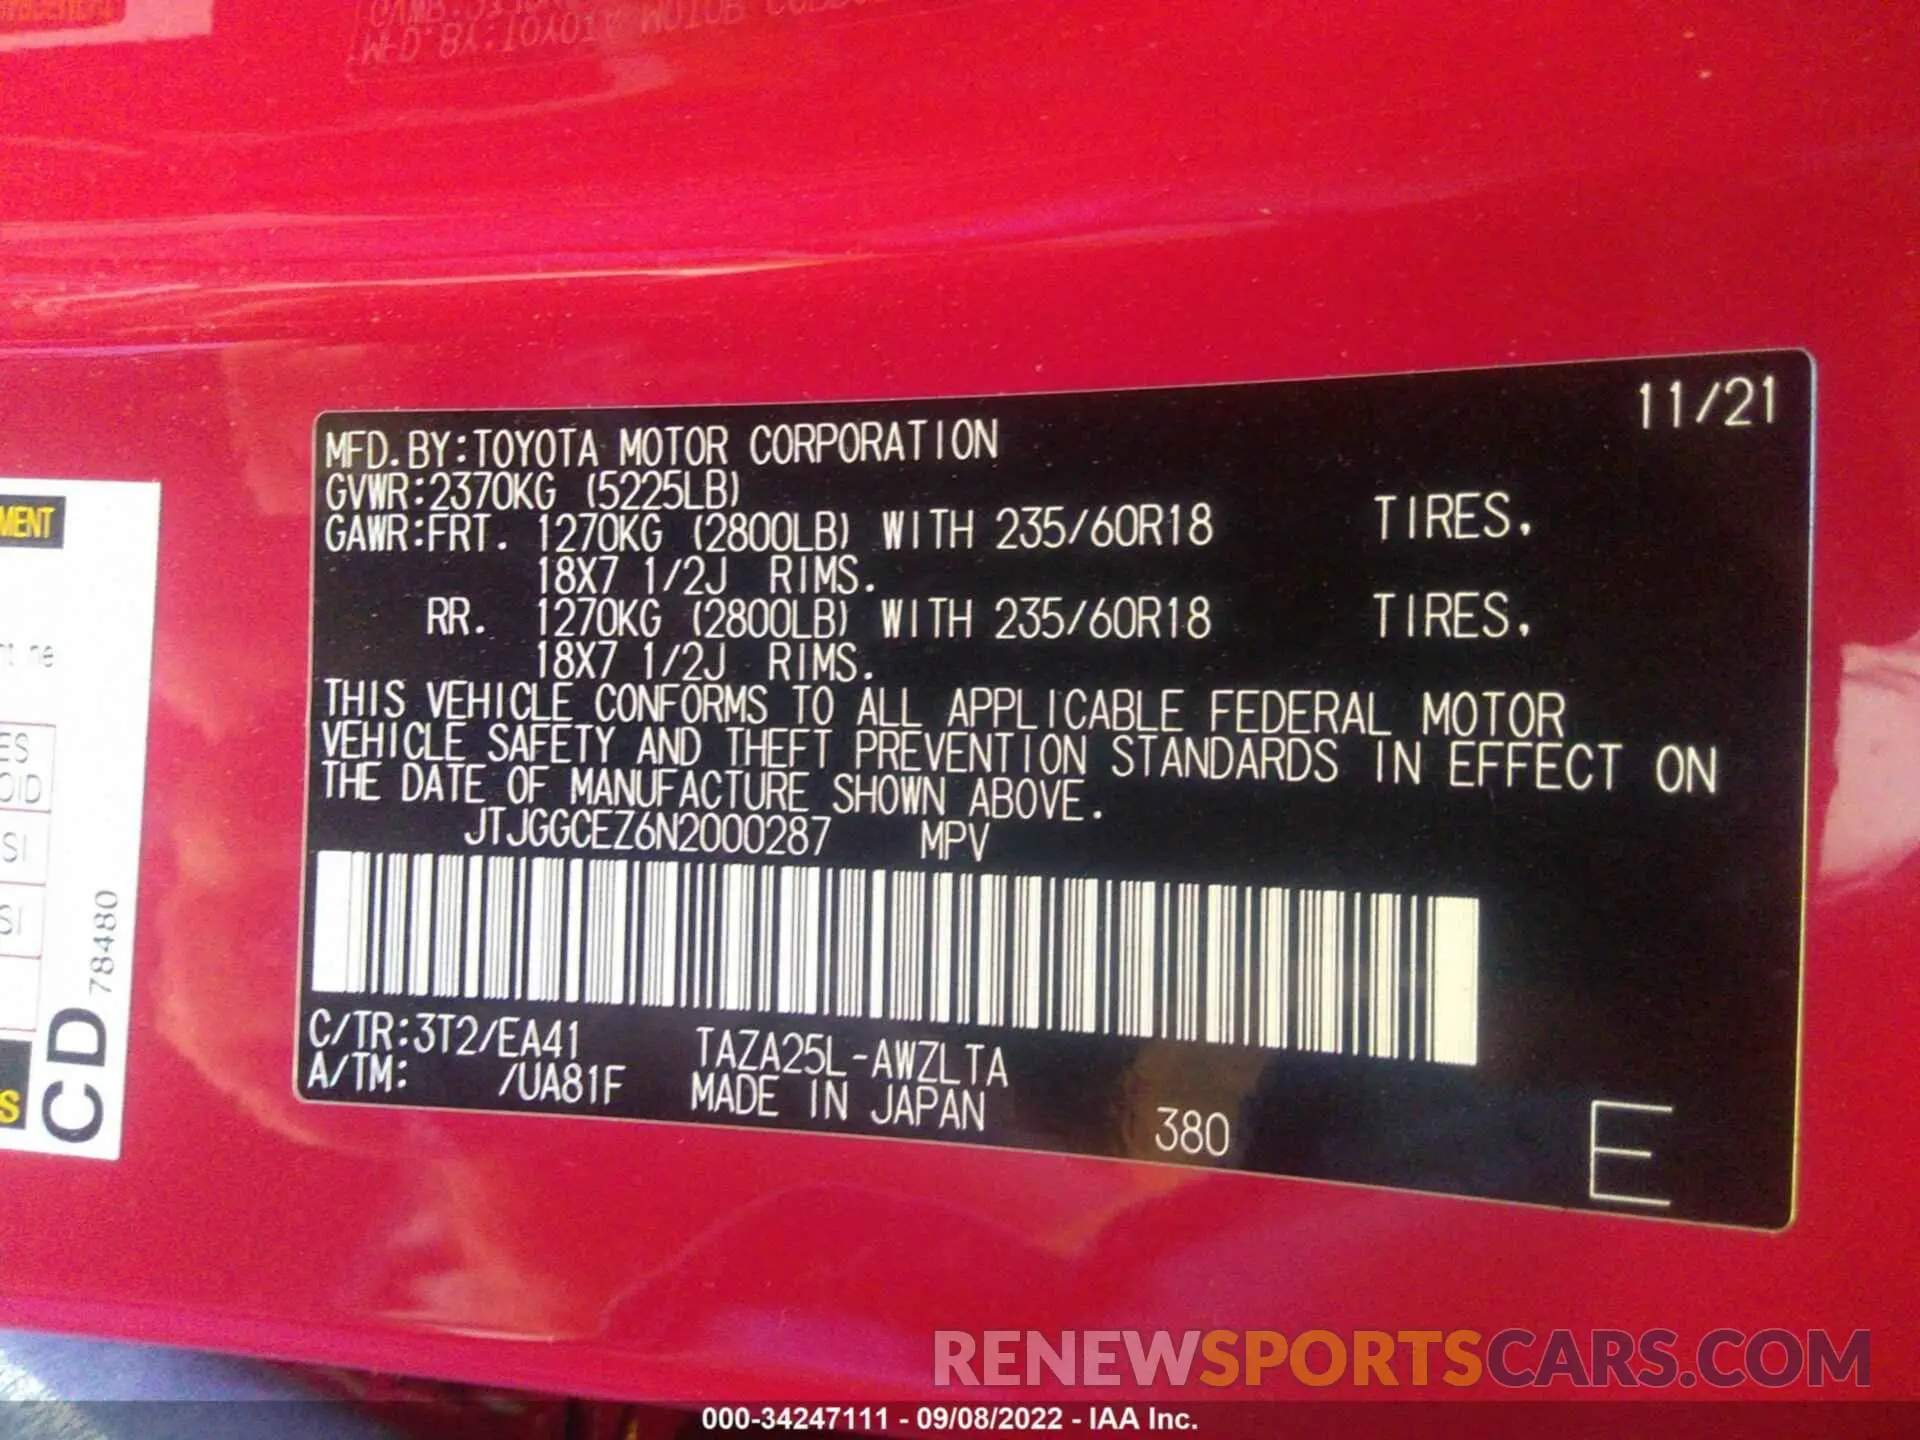 11/21
MFD.BY:TOYOTA MOTOR CORPORATION
GVWR:2370KG (5225LB)
GAWR:FRT. 1270KG (2800LB) WITH 235/60R18 TIRES,
18X7 1/2J RIMS.
RR. 1270KG (2800LB) WITH 235/60R18 TIRES,
18X7 1/2J RIMS.
THIS VEHICLE CONFORMS TO ALL APPLICABLE FEDERAL MOTOR
VEHICLE SAFETY AND THEFT PREVENTION STANDARDS IN EFFECT ON
THE DATE OF MANUFACTURE SHOWN ABOVE.
JTJGGCEZ6N2000287 MPV
C/TR:3T2/EA41 TAZA25L-AWZLTA
A/TM: /UA81F MADE IN JAPAN
380
E
CD 78480
RENEWSPORTSCARS.COM
000-34247111 - 09/08/2022 - IAA Inc.